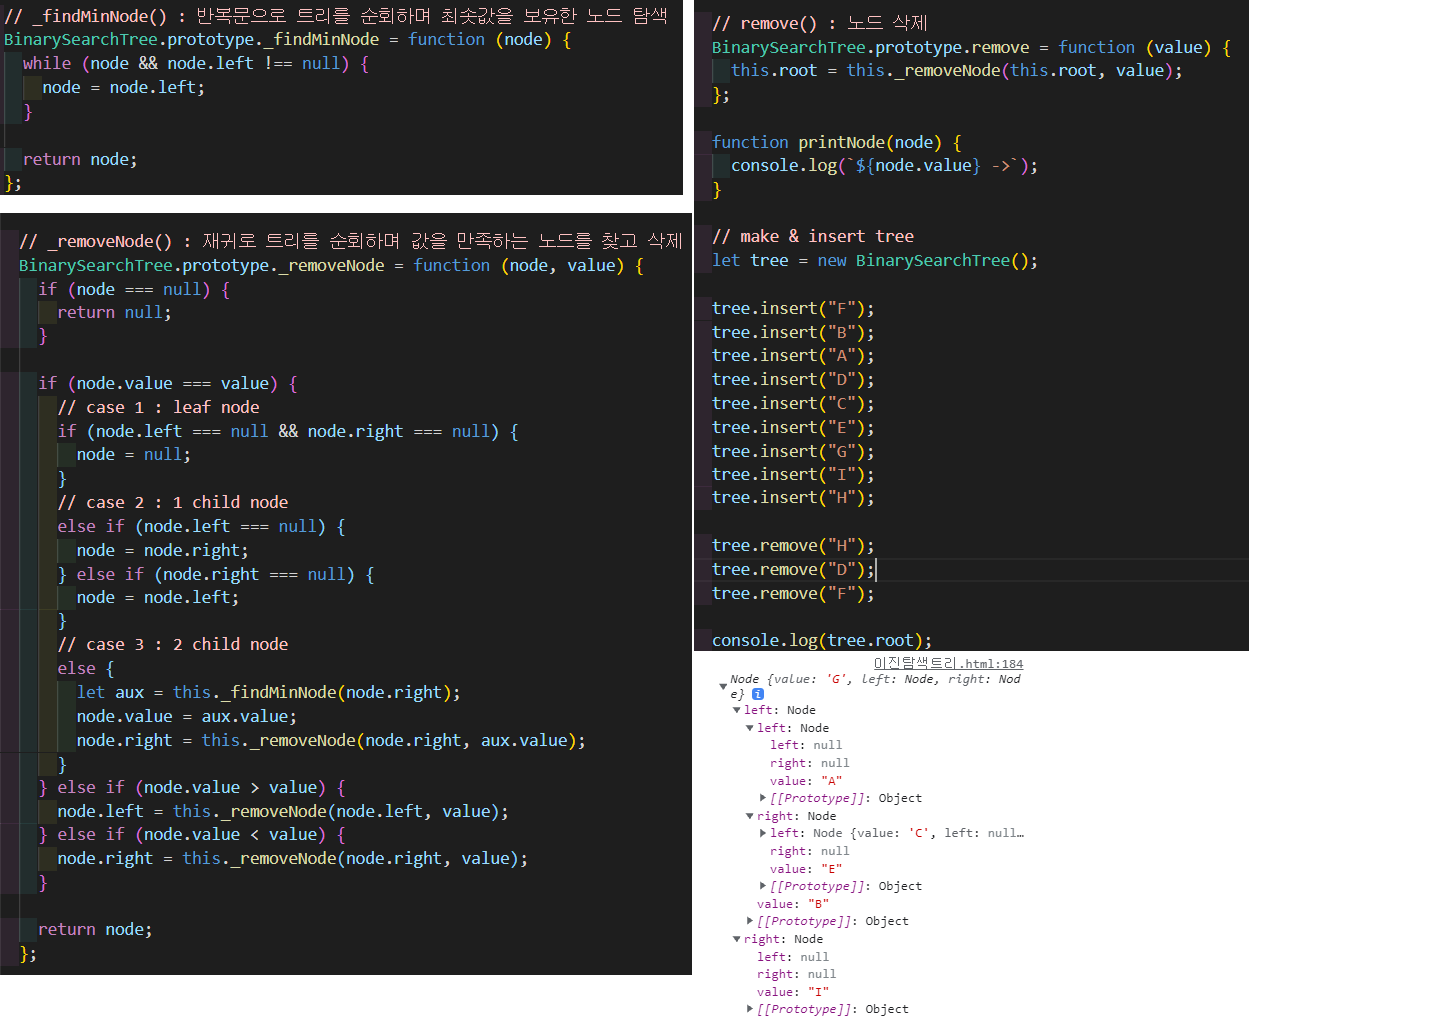 // _findMinNode() : 반복문으로 트리를 순회하며 최솟값을 보유한 노드 탐색
BinarySearchTree.prototype._findMinNode = function (node) {
  while (node && node.left !== null) {
    node = node.left;
  }

  return node;
};

// _removeNode() : 재귀로 트리를 순회하며 값을 만족하는 노드를 찾고 삭제
BinarySearchTree.prototype._removeNode = function (node, value) {
  if (node === null) {
    return null;
  }

  if (node.value === value) {
    // case 1 : leaf node
    if (node.left === null && node.right === null) {
      node = null;
    }
    // case 2 : 1 child node
    else if (node.left === null) {
      node = node.right;
    } else if (node.right === null) {
      node = node.left;
    }
    // case 3 : 2 child node
    else {
      let aux = this._findMinNode(node.right);
      node.value = aux.value;
      node.right = this._removeNode(node.right, aux.value);
    }
  } else if (node.value > value) {
    node.left = this._removeNode(node.left, value);
  } else if (node.value < value) {
    node.right = this._removeNode(node.right, value);
  }

  return node;
};

// remove() : 노드 삭제
BinarySearchTree.prototype.remove = function (value) {
  this.root = this._removeNode(this.root, value);
};

function printNode(node) {
  console.log(`${node.value} ->`);
}

// make & insert tree
let tree = new BinarySearchTree();

tree.insert("F");
tree.insert("B");
tree.insert("A");
tree.insert("D");
tree.insert("C");
tree.insert("E");
tree.insert("G");
tree.insert("I");
tree.insert("H");

tree.remove("H");
tree.remove("D");
tree.remove("F");

console.log(tree.root);
이진탐색트리.html:184
▼ Node {value: 'G', left: Node, right: Nod
e} i
▼ left: Node
▼ left: Node
left: null
right: null
value: "A"
▶ [[Prototype]]: Object
▼ right: Node
▶ left: Node {value: 'C', left: null…
right: null
value: "E"
▶ [[Prototype]]: Object
value: "B"
▶ [[Prototype]]: Object
▼ right: Node
left: null
right: null
value: "I"
▶ [[Prototype]]: Object